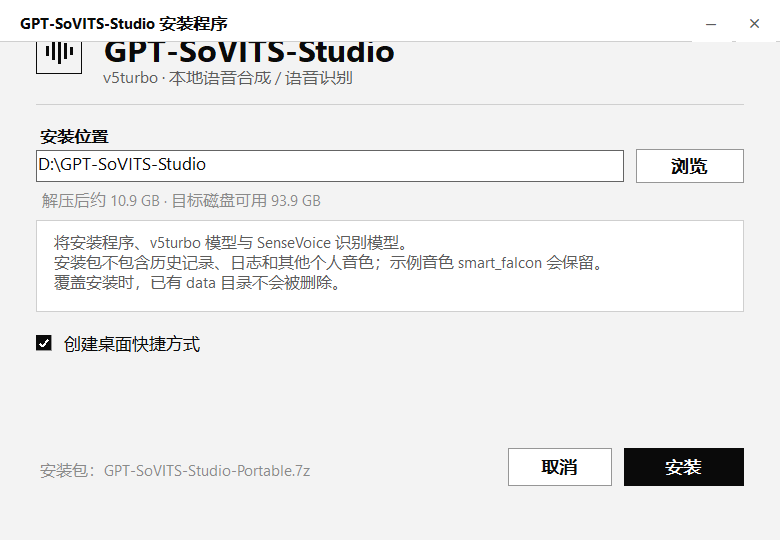 GPT-SoVITS-Studio 安装程序
GPT-SoVITS-Studio
v5turbo · 本地语音合成 / 语音识别
安装位置
D:\GPT-SoVITS-Studio
浏览
解压后约 10.9 GB · 目标磁盘可用 93.9 GB
将安装程序、v5turbo 模型与 SenseVoice 识别模型。
安装包不包含历史记录、日志和其他个人音色；示例音色 smart_falcon 会保留。
覆盖安装时，已有 data 目录不会被删除。
创建桌面快捷方式
安装包：GPT-SoVITS-Studio-Portable.7z
取消
安装